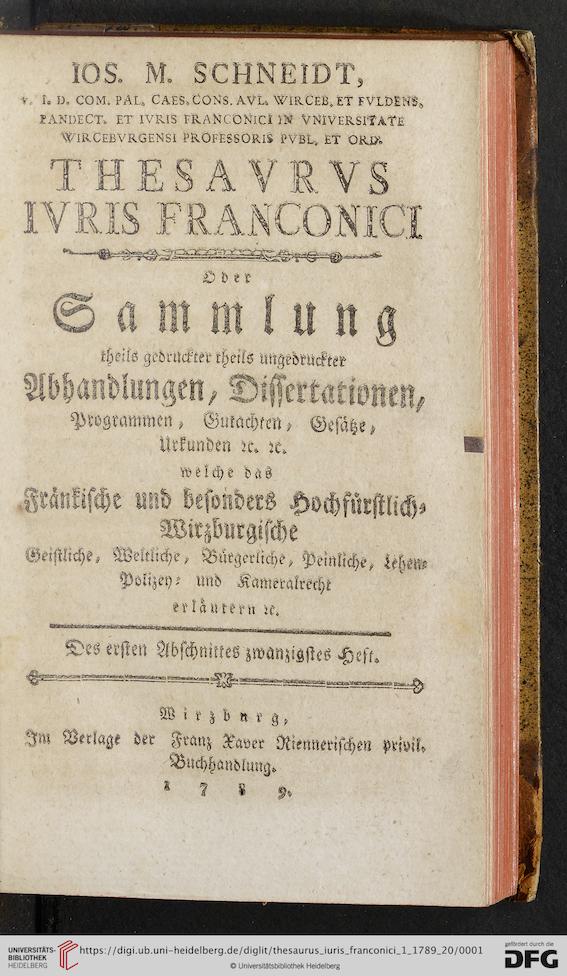 IOS. M. SCHNEIDT,
V. I. D. COM. PAL. CAES. CONS. AVL. WIRCEB. ET FVLDENS.
PANDECT. ET IVRIS FRANCONICI IN VNIVERSITATE
WIRCEBVRGENSI PROFESSORIS PVBL. ET ORD.
THESAVRVS
IVRIS FRANCONICI
Oder
Sammlung
theils gedruckter theils ungedruckter
Abhandlungen, Dissertationen,
Programmen, Gutachten, Gesätze,
Urkunden ꝛc. ꝛc.
welche das
Fränkische und besonders Hochfürstlich-
Wirzburgische
Geistliche, Weltliche, Bürgerliche, Peinliche, Lehen-
Polizey- und Kameralrecht
erläutern ꝛc.
Des ersten Abschnittes zwanzigstes Heft.
Wirzburg,
Im Verlage der Franz Xaver Riennerischen privil.
Buchhandlung.
1789.
UNIVERSITÄTS-
BIBLIOTHEK
HEIDELBERG
https://digi.ub.uni-heidelberg.de/diglit/thesaurus_iuris_franconici_1_1789_20/0001
© Universitätsbibliothek Heidelberg
gefördert durch die
DFG